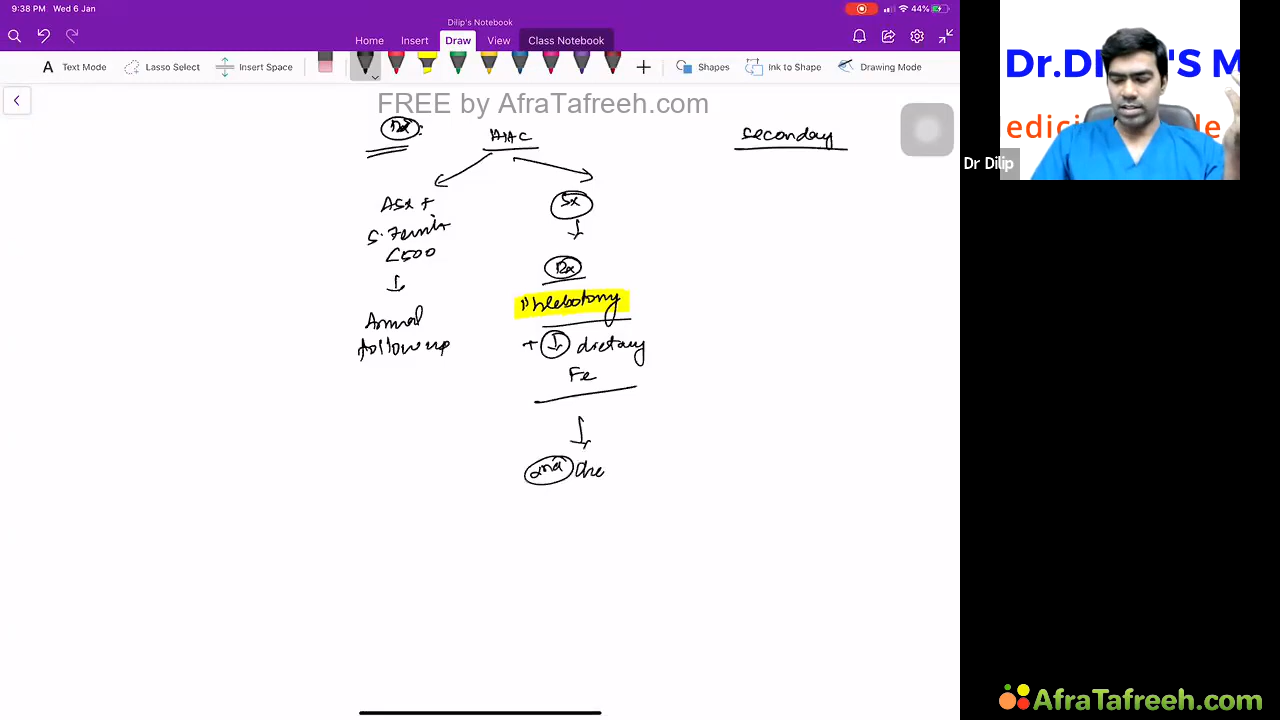 9:38 PM Wed 6 Jan
44%
Dilip's Notebook
Home Insert Draw View Class Notebook
Text Mode Lasso Select Insert Space Shapes Ink to Shape Drawing Mode
FREE by AfraTafreeh.com
Rx :
HHC
Secondary
ASx +
S. Ferritin
<500
Annual
follow up
Sx
Rx
Phlebotomy
+ ↓ dietary
Fe
2nd
Dr.DI 'S M
edici e
Dr Dilip
AfraTafreeh.com